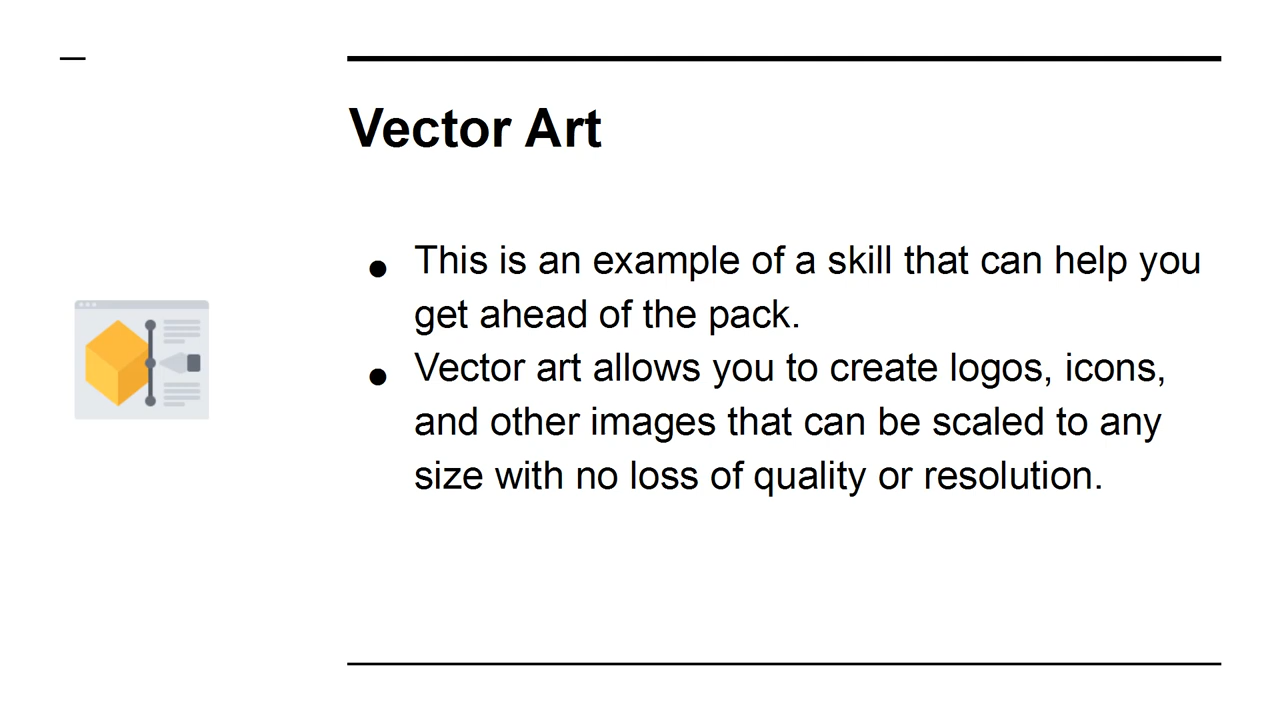 Vector Art
● This is an example of a skill that can help you
get ahead of the pack.
● Vector art allows you to create logos, icons,
and other images that can be scaled to any
size with no loss of quality or resolution.